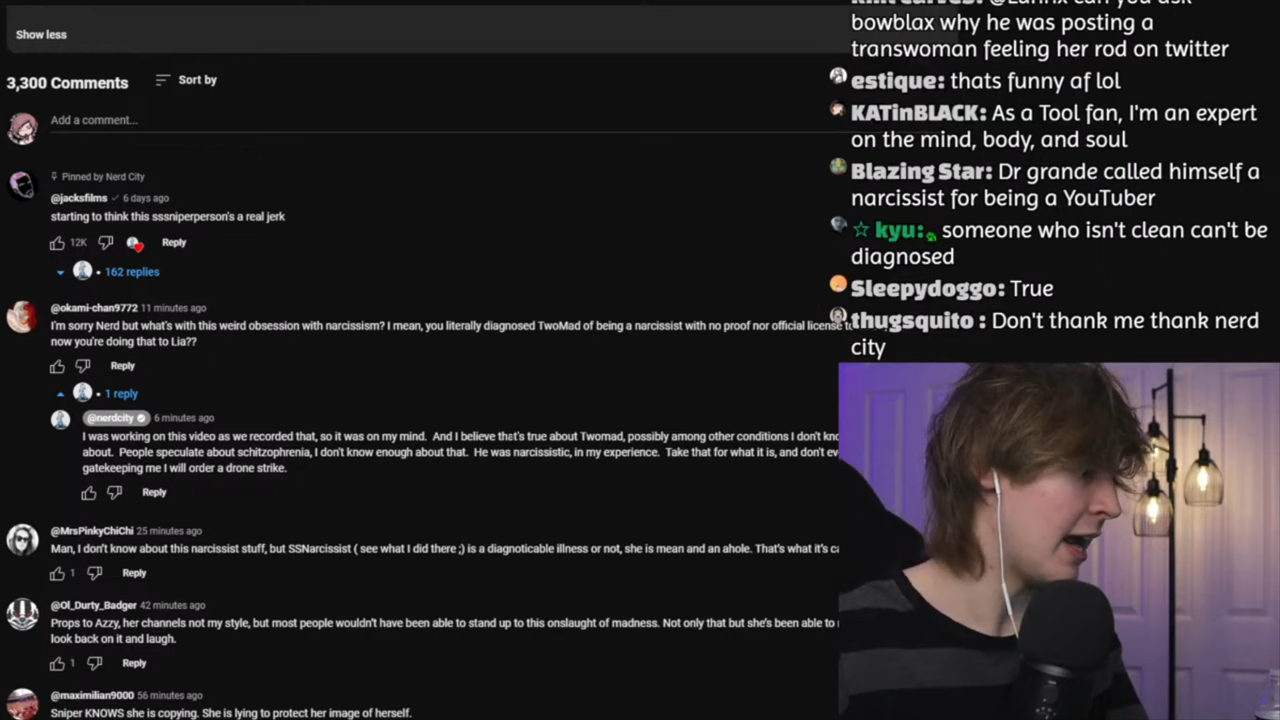 Show less
3,300 Comments
Sort by
Add a comment...
Pinned by Nerd City
@jacksfilms 6 days ago
starting to think this sssniperperson's a real jerk
12K Reply
162 replies
@okami-chan9772 11 minutes ago
I'm sorry Nerd but what's with this weird obsession with narcissism? I mean, you literally diagnosed TwoMad of being a narcissist with no proof nor official license
now you're doing that to Lia??
Reply
1 reply
@nerdcity 6 minutes ago
I was working on this video as we recorded that, so it was on my mind. And I believe that's true about Twomad, possibly among other conditions I don't
about. People speculate about schitzophrenia, I don't know enough about that. He was narcissistic, in my experience. Take that for what it is, and don't
gatekeeping me I will order a drone strike.
Reply
@MrsPinkyChiChi 25 minutes ago
Man, I don't know about this narcissist stuff, but SSNarcissist ( see what I did there ;) is a diagnoticable illness or not, she is mean and an ahole. That's what it's
1 Reply
@Ol_Durty_Badger 42 minutes ago
Props to Azzy, her channels not my style, but most people wouldn't have been able to stand up to this onslaught of madness. Not only that but she's been able to
look back on it and laugh.
1 Reply
@maximilian9000 56 minutes ago
Sniper KNOWS she is copying. She is lying to protect her image of herself.
bowblax why he was posting a
transwoman feeling her rod on twitter
estique: thats funny af lol
KATinBLACK: As a Tool fan, I'm an expert
on the mind, body, and soul
Blazing Star: Dr grande called himself a
narcissist for being a YouTuber
☆ kyu: someone who isn't clean can't be
diagnosed
Sleepydoggo: True
thugsquito : Don't thank me thank nerd
city